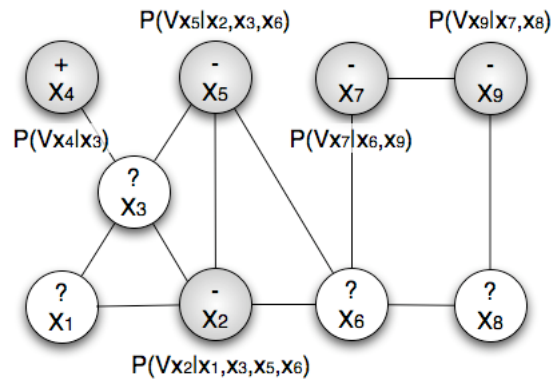 P(Vx5|x2,x3,x6)
P(Vx9|x7,x8)
+
X4
-
X5
-
X7
-
X9
P(Vx4|x3)
P(Vx7|x6,x9)
?
X3
?
X1
-
X2
?
X6
?
X8
P(Vx2|x1,x3,x5,x6)